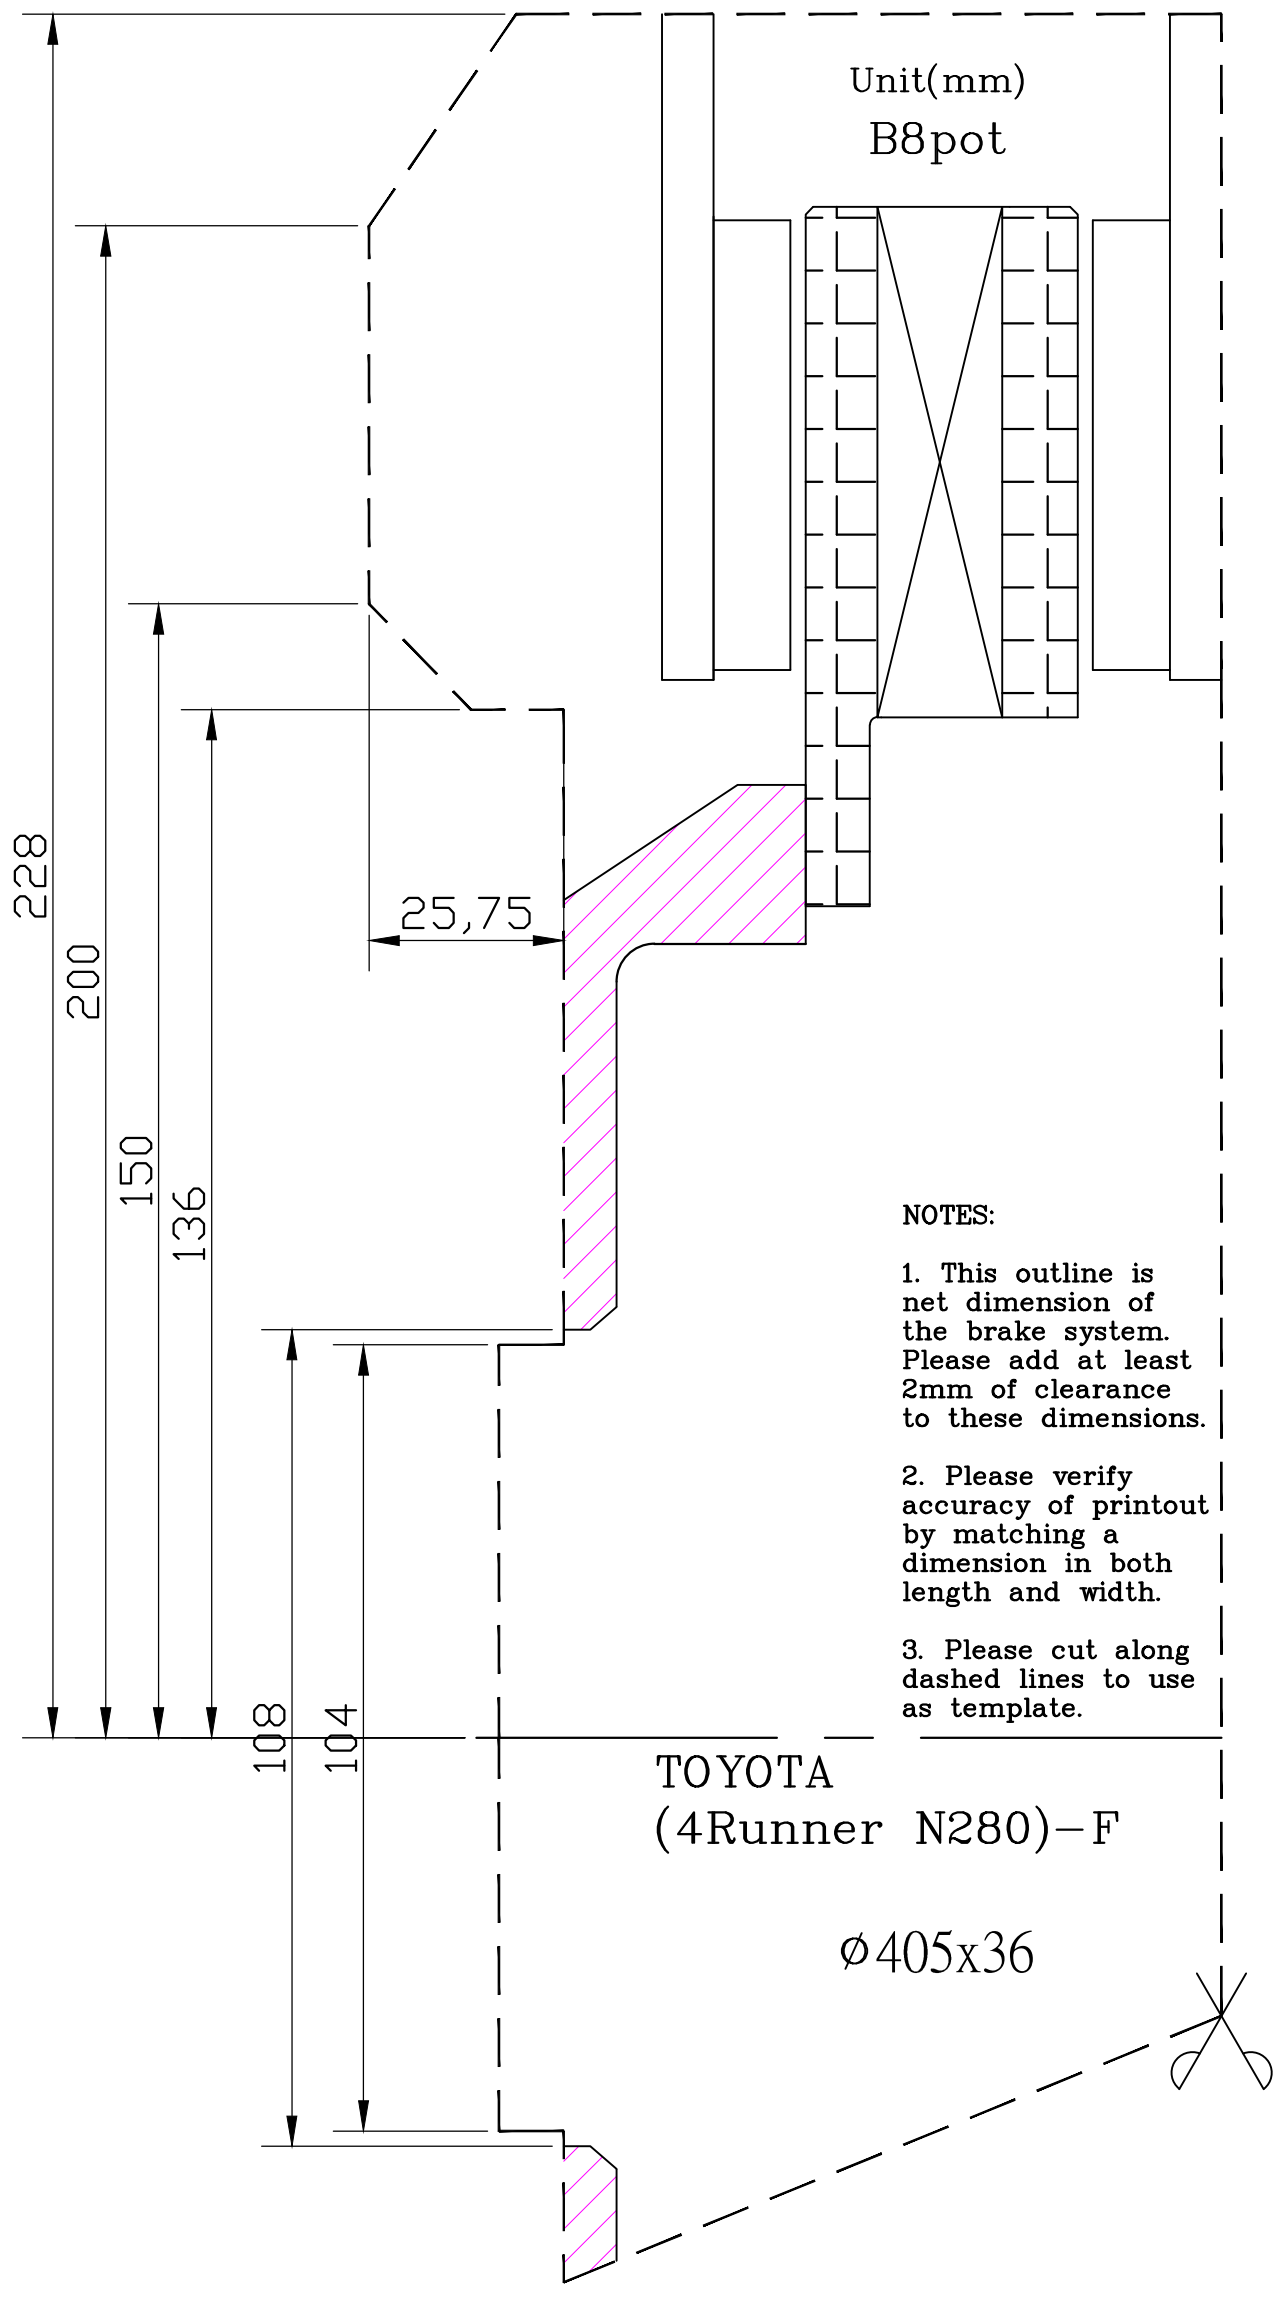 Unit(mm)
B8pot
228
200
150
136
25,75
108
104
NOTES:
1. This outline is
net dimension of
the brake system.
Please add at least
2mm of clearance
to these dimensions.
2. Please verify
accuracy of printout
by matching a
dimension in both
length and width.
3. Please cut along
dashed lines to use
as template.
TOYOTA
(4Runner N280)-F
⌀405x36